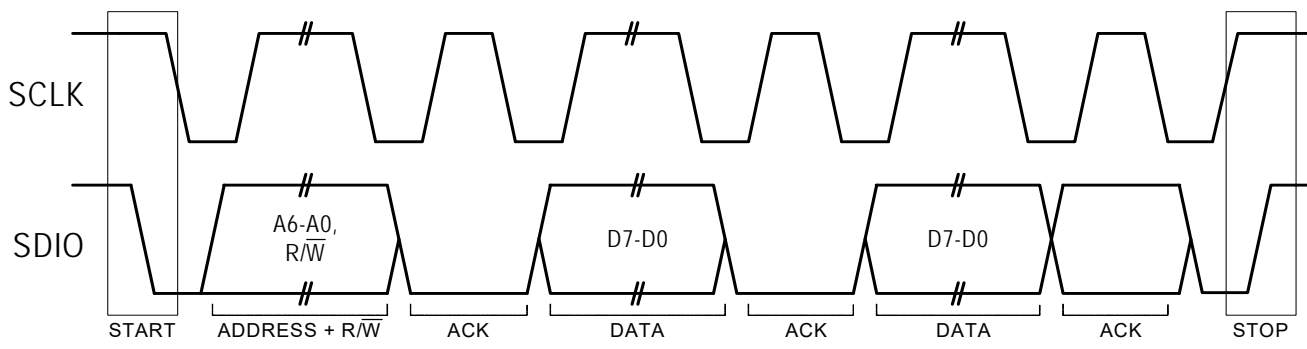 SCLK
SDIO
A6-A0,
R/W̅
D7-D0
D7-D0
START
ADDRESS + R/W̅
ACK
DATA
ACK
DATA
ACK
STOP